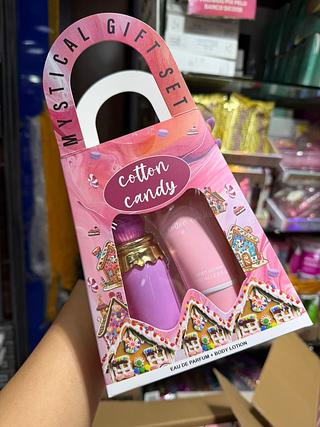 MYSTICAL GIFT SET
cotton
candy
EAU DE PARFUM + BODY LOTION